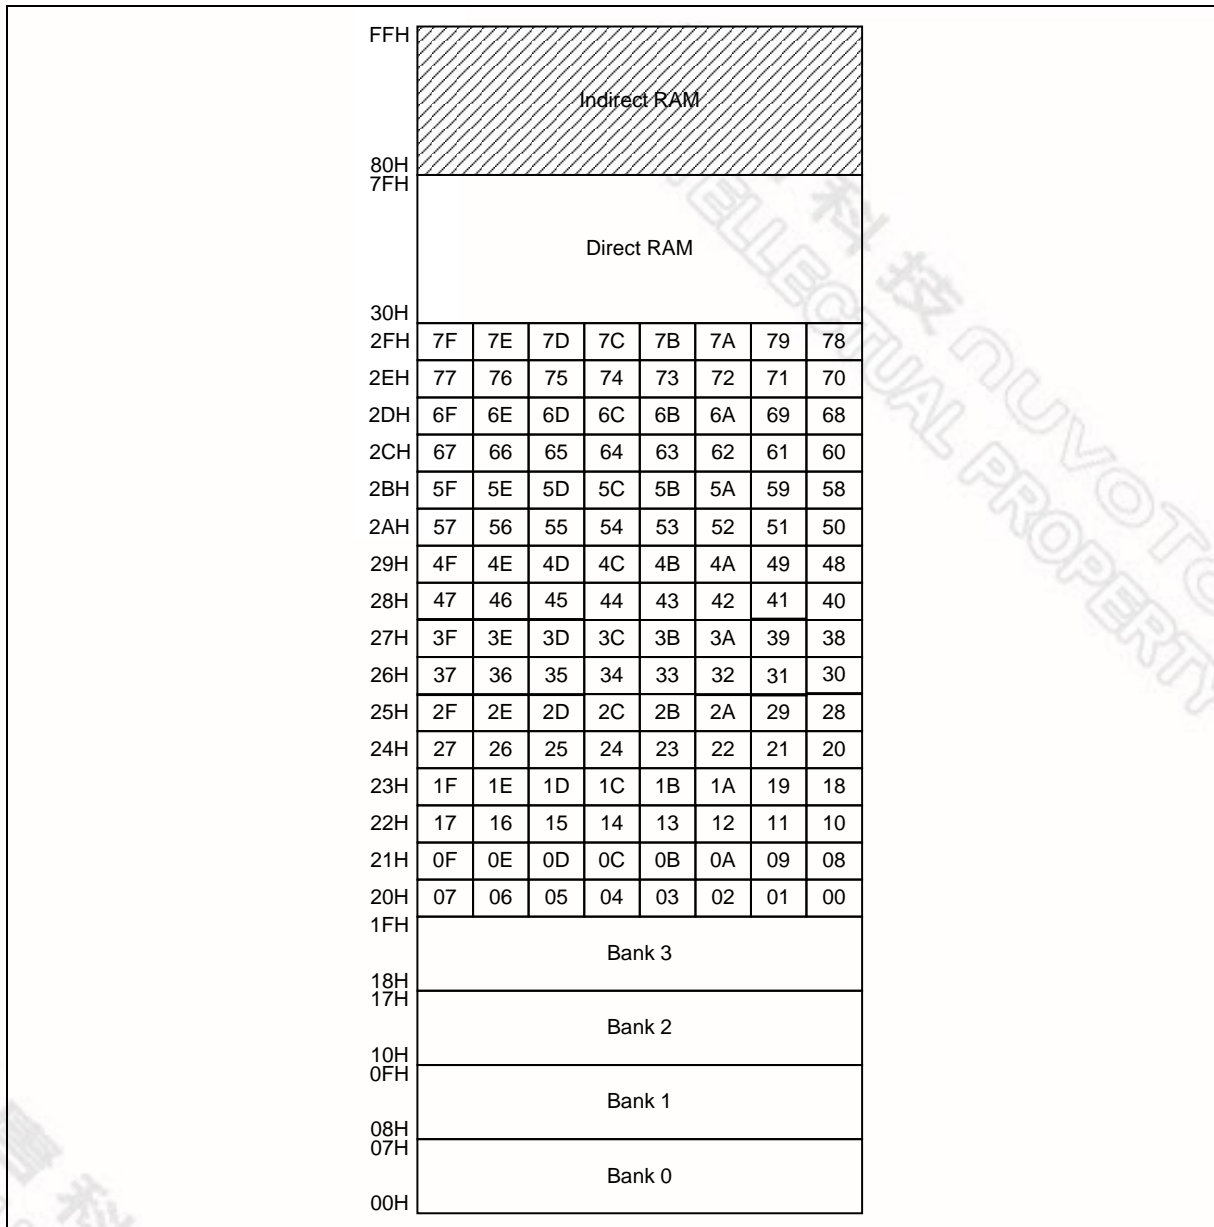 FFH
Indirect RAM
80H
7FH
Direct RAM
30H
2FH 7F 7E 7D 7C 7B 7A 79 78
2EH 77 76 75 74 73 72 71 70
2DH 6F 6E 6D 6C 6B 6A 69 68
2CH 67 66 65 64 63 62 61 60
2BH 5F 5E 5D 5C 5B 5A 59 58
2AH 57 56 55 54 53 52 51 50
29H 4F 4E 4D 4C 4B 4A 49 48
28H 47 46 45 44 43 42 41 40
27H 3F 3E 3D 3C 3B 3A 39 38
26H 37 36 35 34 33 32 31 30
25H 2F 2E 2D 2C 2B 2A 29 28
24H 27 26 25 24 23 22 21 20
23H 1F 1E 1D 1C 1B 1A 19 18
22H 17 16 15 14 13 12 11 10
21H 0F 0E 0D 0C 0B 0A 09 08
20H 07 06 05 04 03 02 01 00
1FH
Bank 3
18H
17H
Bank 2
10H
0FH
Bank 1
08H
07H
Bank 0
00H
科技 nuvoTo
PROPERTY